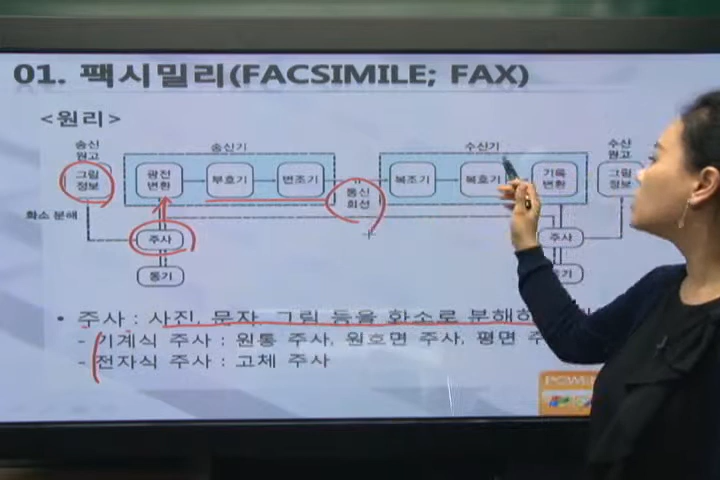 01. 팩시밀리(FACSIMILE; FAX)
<원리>
송신
원고
송신기
수신기
수신
원고
그림
정보
광전
변환
부호기
변조기
통신
회선
복조기
복호기
기록
변환
그림
정보
화소 분해
주사
주사
동기
• 주사 : 사진, 문자, 그림 등을 화소로 분해하
- 기계식 주사 : 원통 주사, 원호면 주사, 평면
- 전자식 주사 : 고체 주사